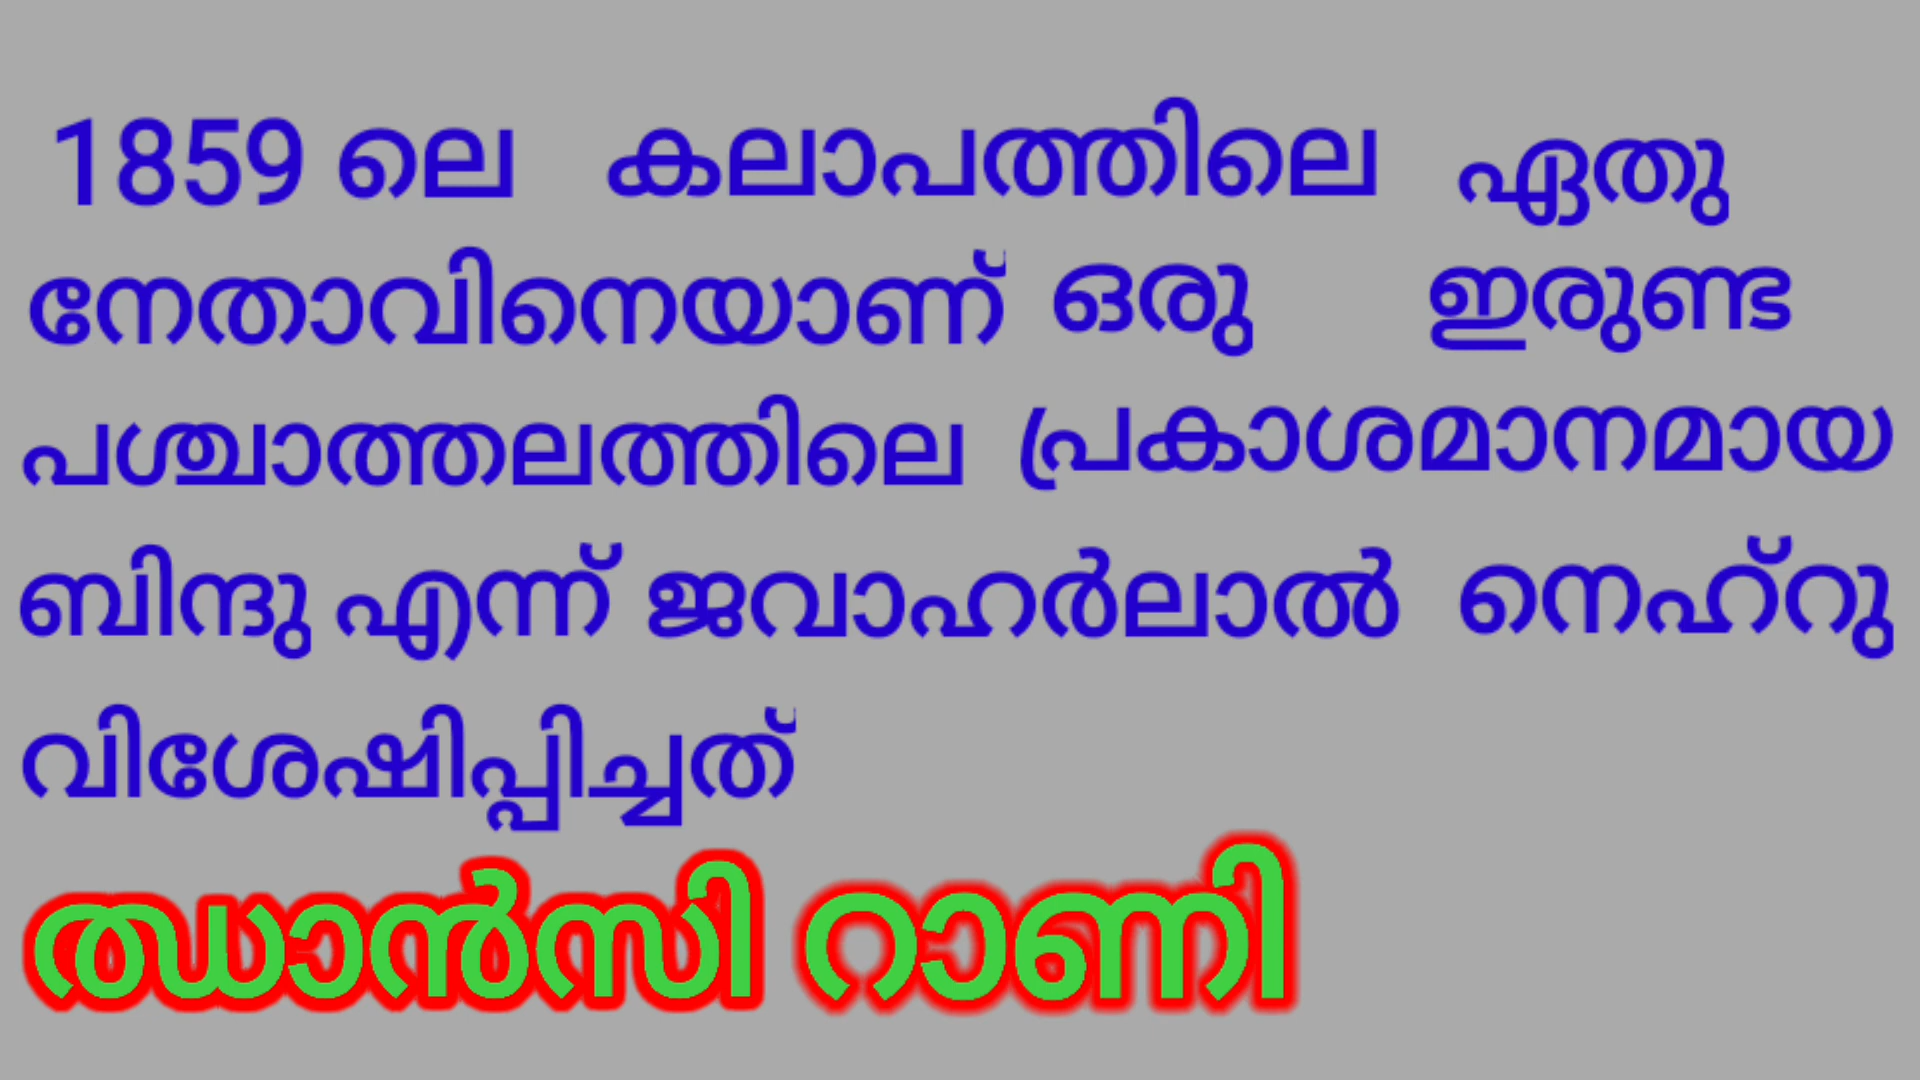 1859 ലെ കലാപത്തിലെ ഏതു
നേതാവിനെയാണ് ഒരു ഇരുണ്ട
പശ്ചാത്തലത്തിലെ പ്രകാശമാനമായ
ബിന്ദു എന്ന് ജവാഹർലാൽ നെഹ്റു
വിശേഷിപ്പിച്ചത്
ഝാൻസി റാണി